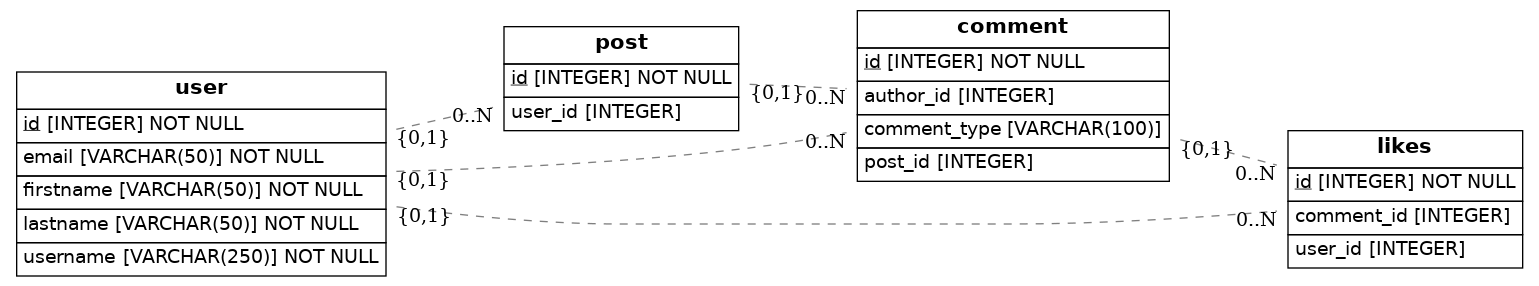 user
id [INTEGER] NOT NULL
email [VARCHAR(50)] NOT NULL
firstname [VARCHAR(50)] NOT NULL
lastname [VARCHAR(50)] NOT NULL
username [VARCHAR(250)] NOT NULL
post
id [INTEGER] NOT NULL
user_id [INTEGER]
comment
id [INTEGER] NOT NULL
author_id [INTEGER]
comment_type [VARCHAR(100)]
post_id [INTEGER]
likes
id [INTEGER] NOT NULL
comment_id [INTEGER]
user_id [INTEGER]
0..N
{0,1}
{0,1}
0..N
{0,1}
0..N
{0,1}
0..N
{0,1}
0..N